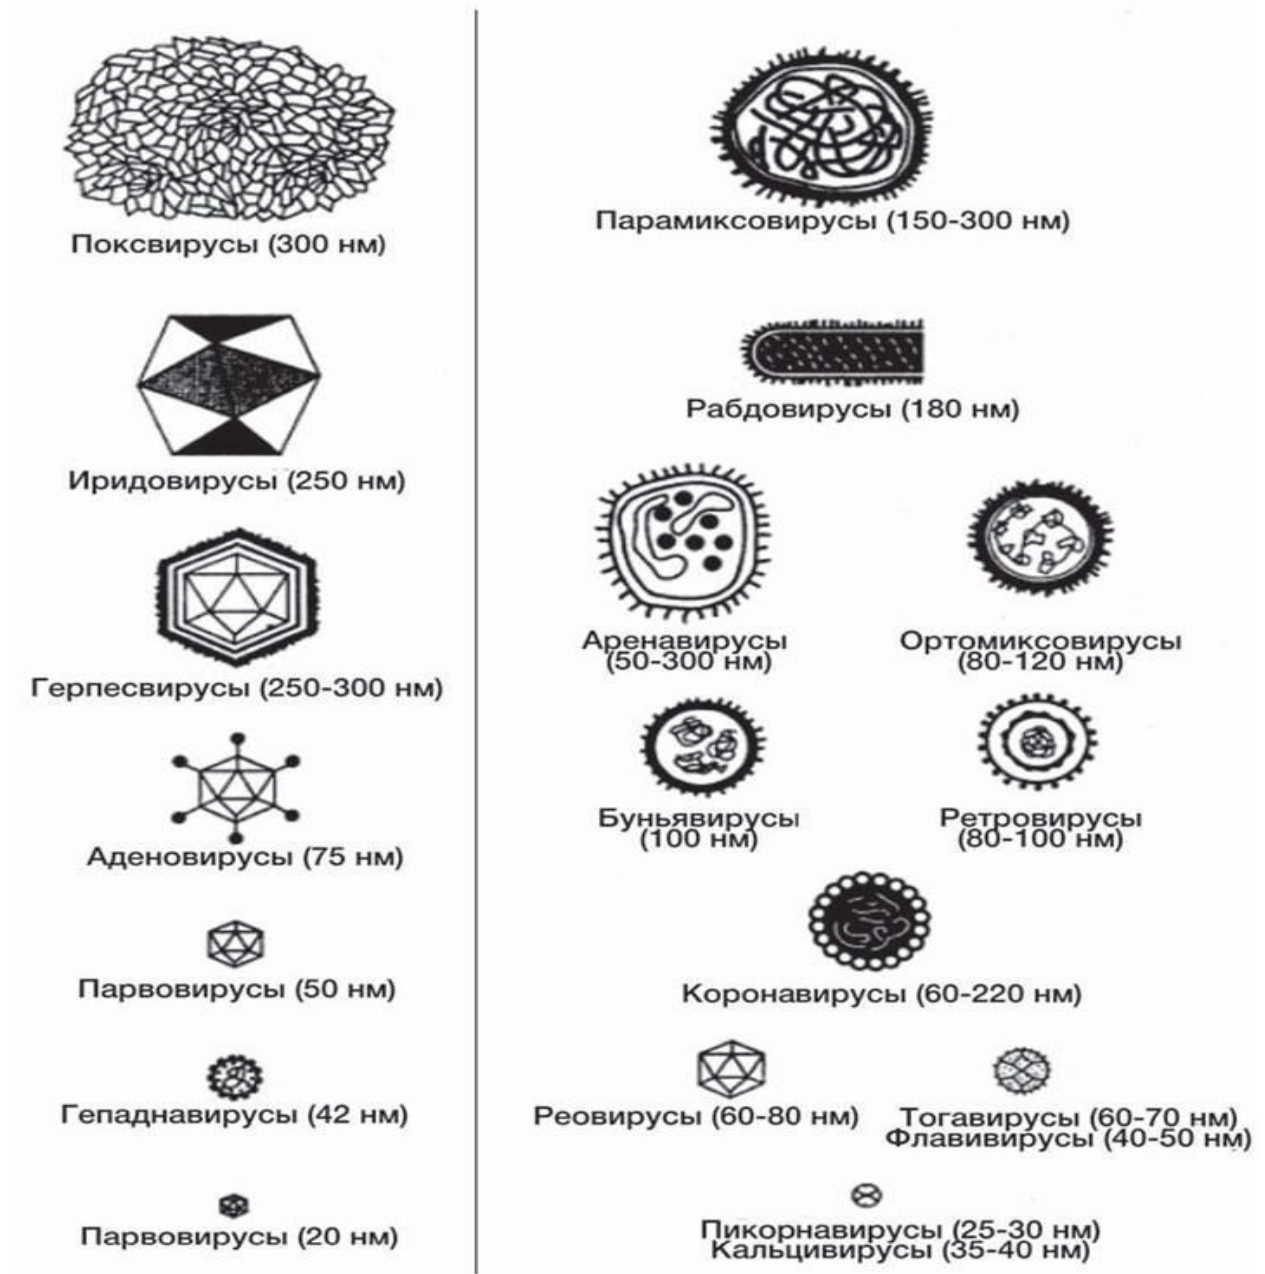 Поксвирусы (300 нм)
Иридовирусы (250 нм)
Герпесвирусы (250-300 нм)
Аденовирусы (75 нм)
Парвовирусы (50 нм)
Гепаднавирусы (42 нм)
Парвовирусы (20 нм)
Парамиксовирусы (150-300 нм)
Рабдовирусы (180 нм)
Аренавирусы
(50-300 нм)
Ортомиксовирусы
(80-120 нм)
Буньявирусы
(100 нм)
Ретровирусы
(80-100 нм)
Коронавирусы (60-220 нм)
Реовирусы (60-80 нм)
Тогавирусы (60-70 нм)
Флавивирусы (40-50 нм)
Пикорнавирусы (25-30 нм)
Кальцивирусы (35-40 нм)